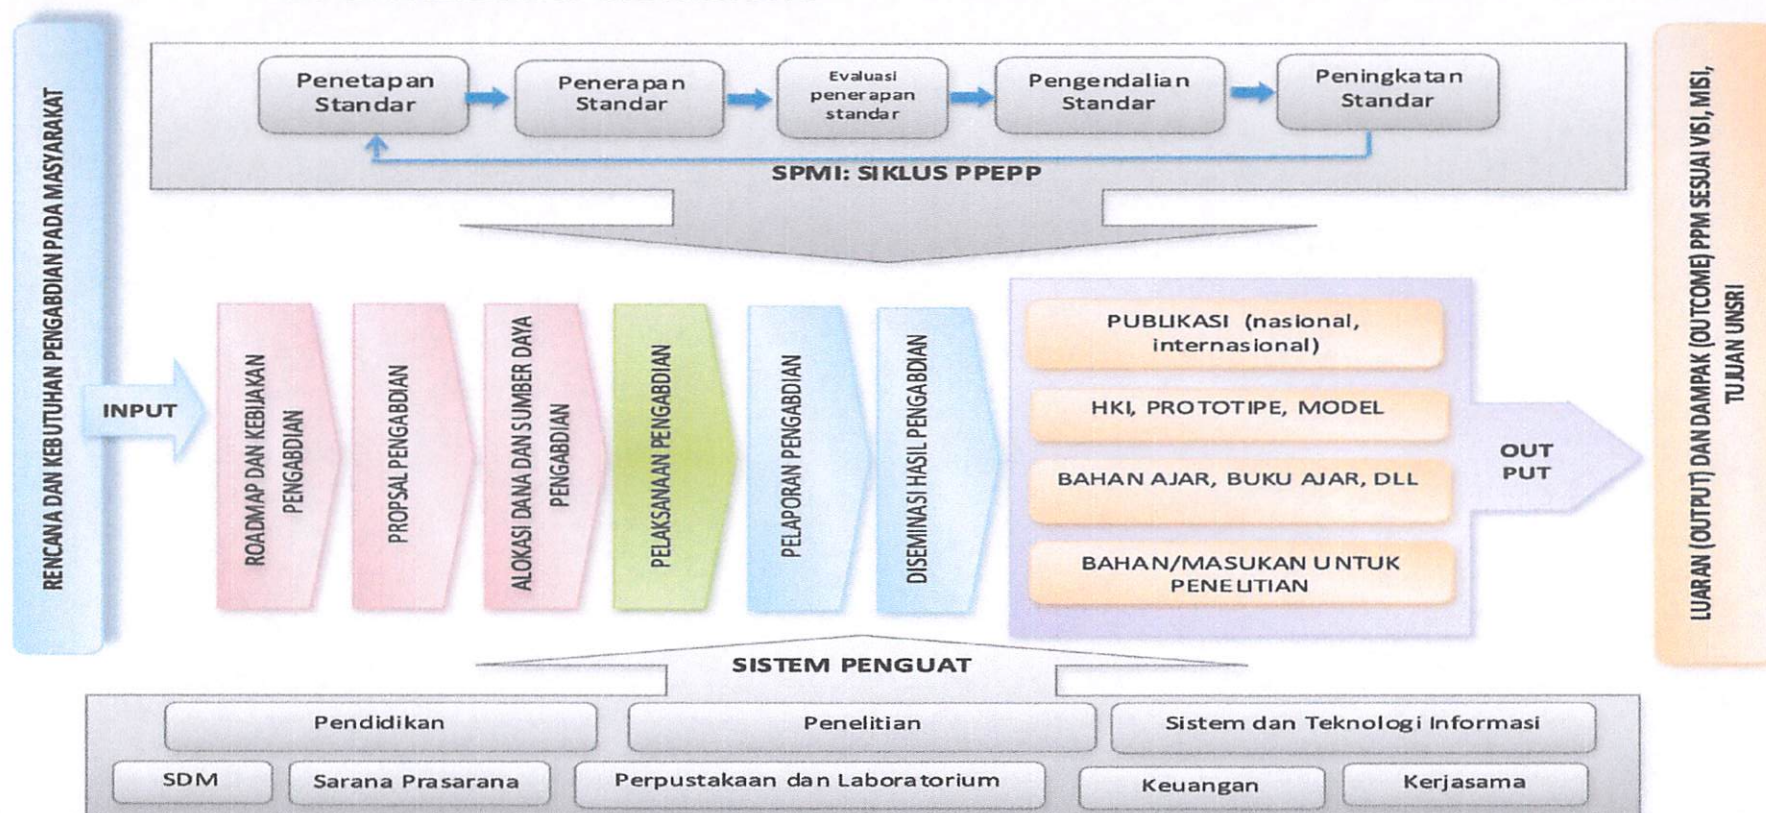 RENCANA DAN KEBUTUHAN PENGABDIAN PADA MASYARAKAT
Penetapan
Standar
Penerapan
Standar
Evaluasi
penerapan
standar
Pengendalian
Standar
Peningkatan
Standar
SPMI: SIKLUS PPEPP
INPUT
ROADMAP DAN KEBIJAKAN
PENGABDIAN
PROPSAL PENGABDIAN
ALOKASI DANA DAN SUMBER DAYA
PENGABDIAN
PELAKSANAAN PENGABDIAN
PELAPORAN PENGABDIAN
DISEMINASI HASIL PENGABDIAN
PUBLIKASI (nasional,
internasional)
HKI, PROTOTIPE, MODEL
BAHAN AJAR, BUKU AJAR, DLL
BAHAN/MASUKAN UNTUK
PENELITIAN
OUT
PUT
LUARAN (OUTPUT) DAN DAMPAK (OUTCOME) PPM SESUAI VISI, MISI,
TUJUAN UNSRI
SISTEM PENGUAT
Pendidikan
Penelitian
Sistem dan Teknologi Informasi
SDM
Sarana Prasarana
Perpustakaan dan Laboratorium
Keuangan
Kerjasama